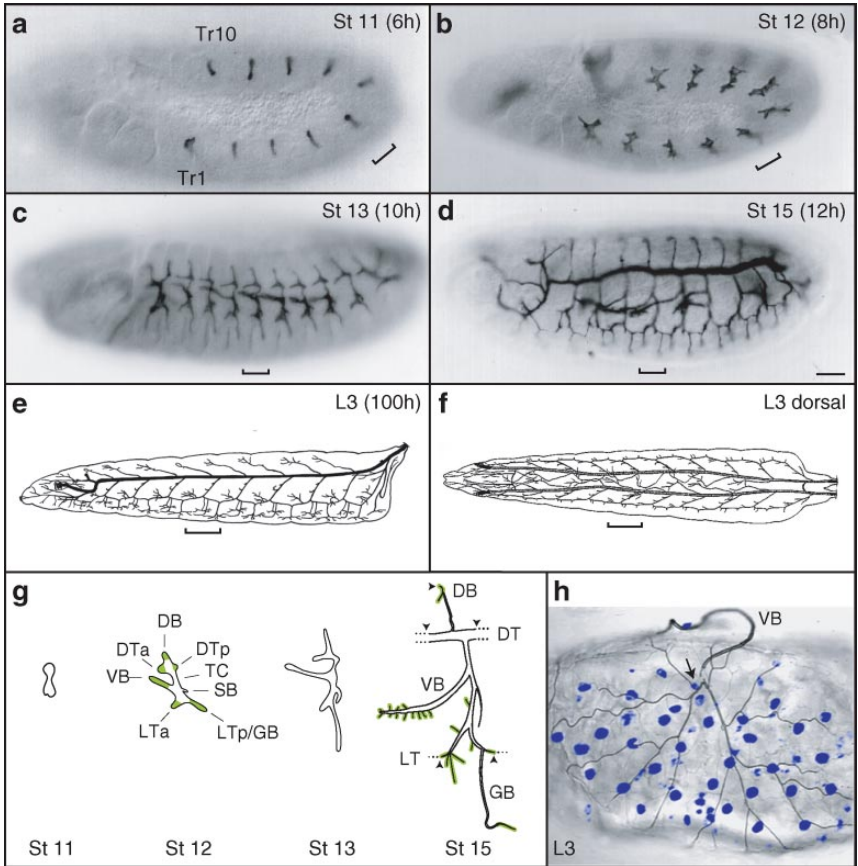 a
St 11 (6h)
Tr10
Tr1
b
St 12 (8h)
c
St 13 (10h)
d
St 15 (12h)
e
L3 (100h)
f
L3 dorsal
g
DB
DTa
DTp
VB
TC
SB
LTa
LTp/GB
DB
DT
VB
LT
GB
St 11
St 12
St 13
St 15
h
VB
L3